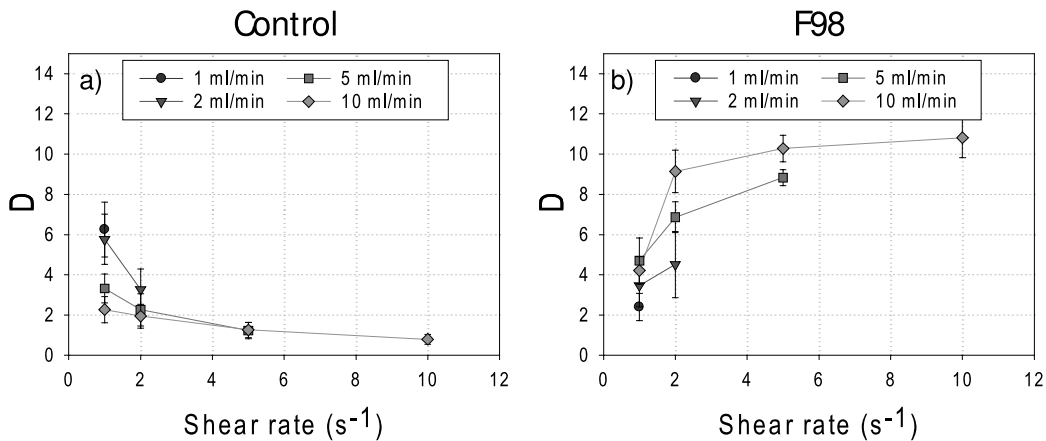 Control
F98
a)
1 ml/min
5 ml/min
2 ml/min
10 ml/min
14
12
10
8
6
4
2
0
D
0 2 4 6 8 10 12
Shear rate (s⁻¹)
b)
1 ml/min
5 ml/min
2 ml/min
10 ml/min
14
12
10
8
6
4
2
0
D
0 2 4 6 8 10 12
Shear rate (s⁻¹)